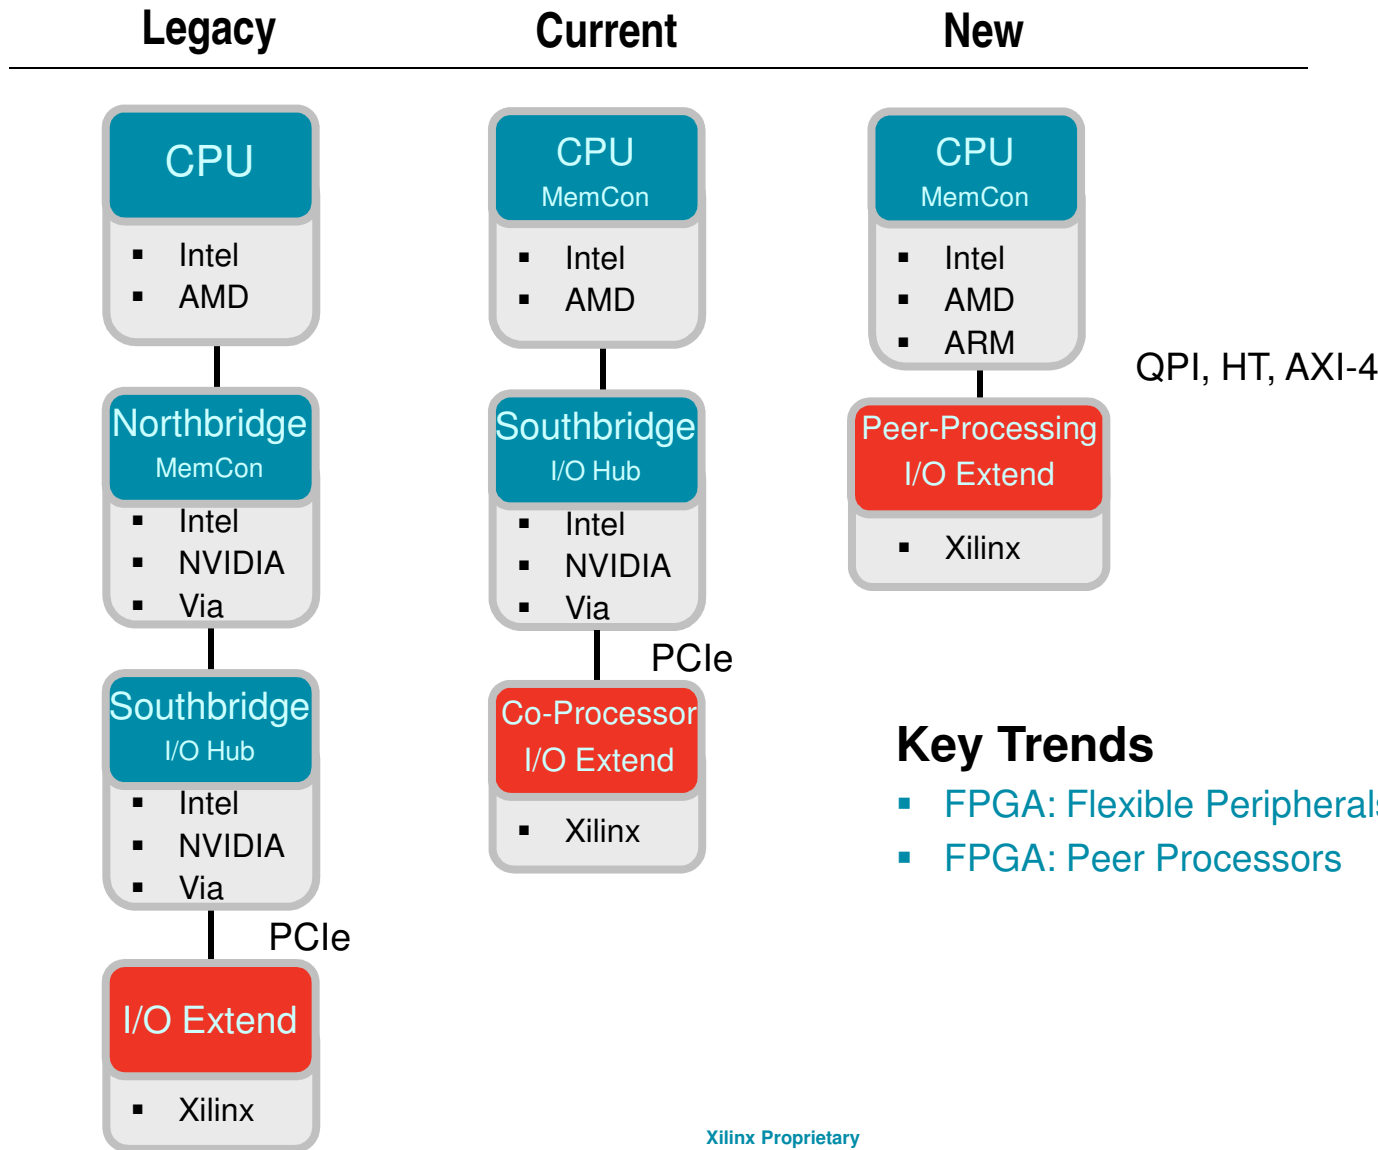 Legacy
Current
New
CPU
▪ Intel
▪ AMD
Northbridge
MemCon
▪ Intel
▪ NVIDIA
▪ Via
Southbridge
I/O Hub
▪ Intel
▪ NVIDIA
▪ Via
PCIe
I/O Extend
▪ Xilinx
CPU
MemCon
▪ Intel
▪ AMD
Southbridge
I/O Hub
▪ Intel
▪ NVIDIA
▪ Via
PCIe
Co-Processor
I/O Extend
▪ Xilinx
CPU
MemCon
▪ Intel
▪ AMD
▪ ARM
QPI, HT, AXI-4
Peer-Processing
I/O Extend
▪ Xilinx
Key Trends
▪ FPGA: Flexible Peripherals
▪ FPGA: Peer Processors
Xilinx Proprietary